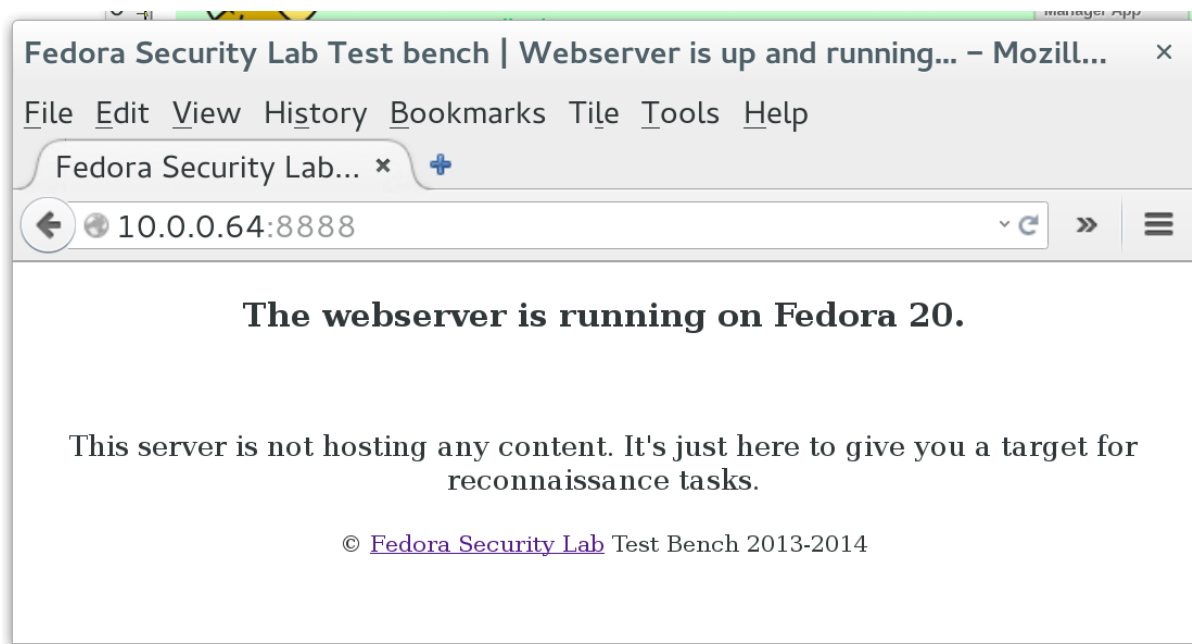 Manager App
Fedora Security Lab Test bench | Webserver is up and running... – Mozill...
File Edit View History Bookmarks Tile Tools Help
Fedora Security Lab...
10.0.0.64:8888
The webserver is running on Fedora 20.
This server is not hosting any content. It's just here to give you a target for
reconnaissance tasks.
© Fedora Security Lab Test Bench 2013-2014